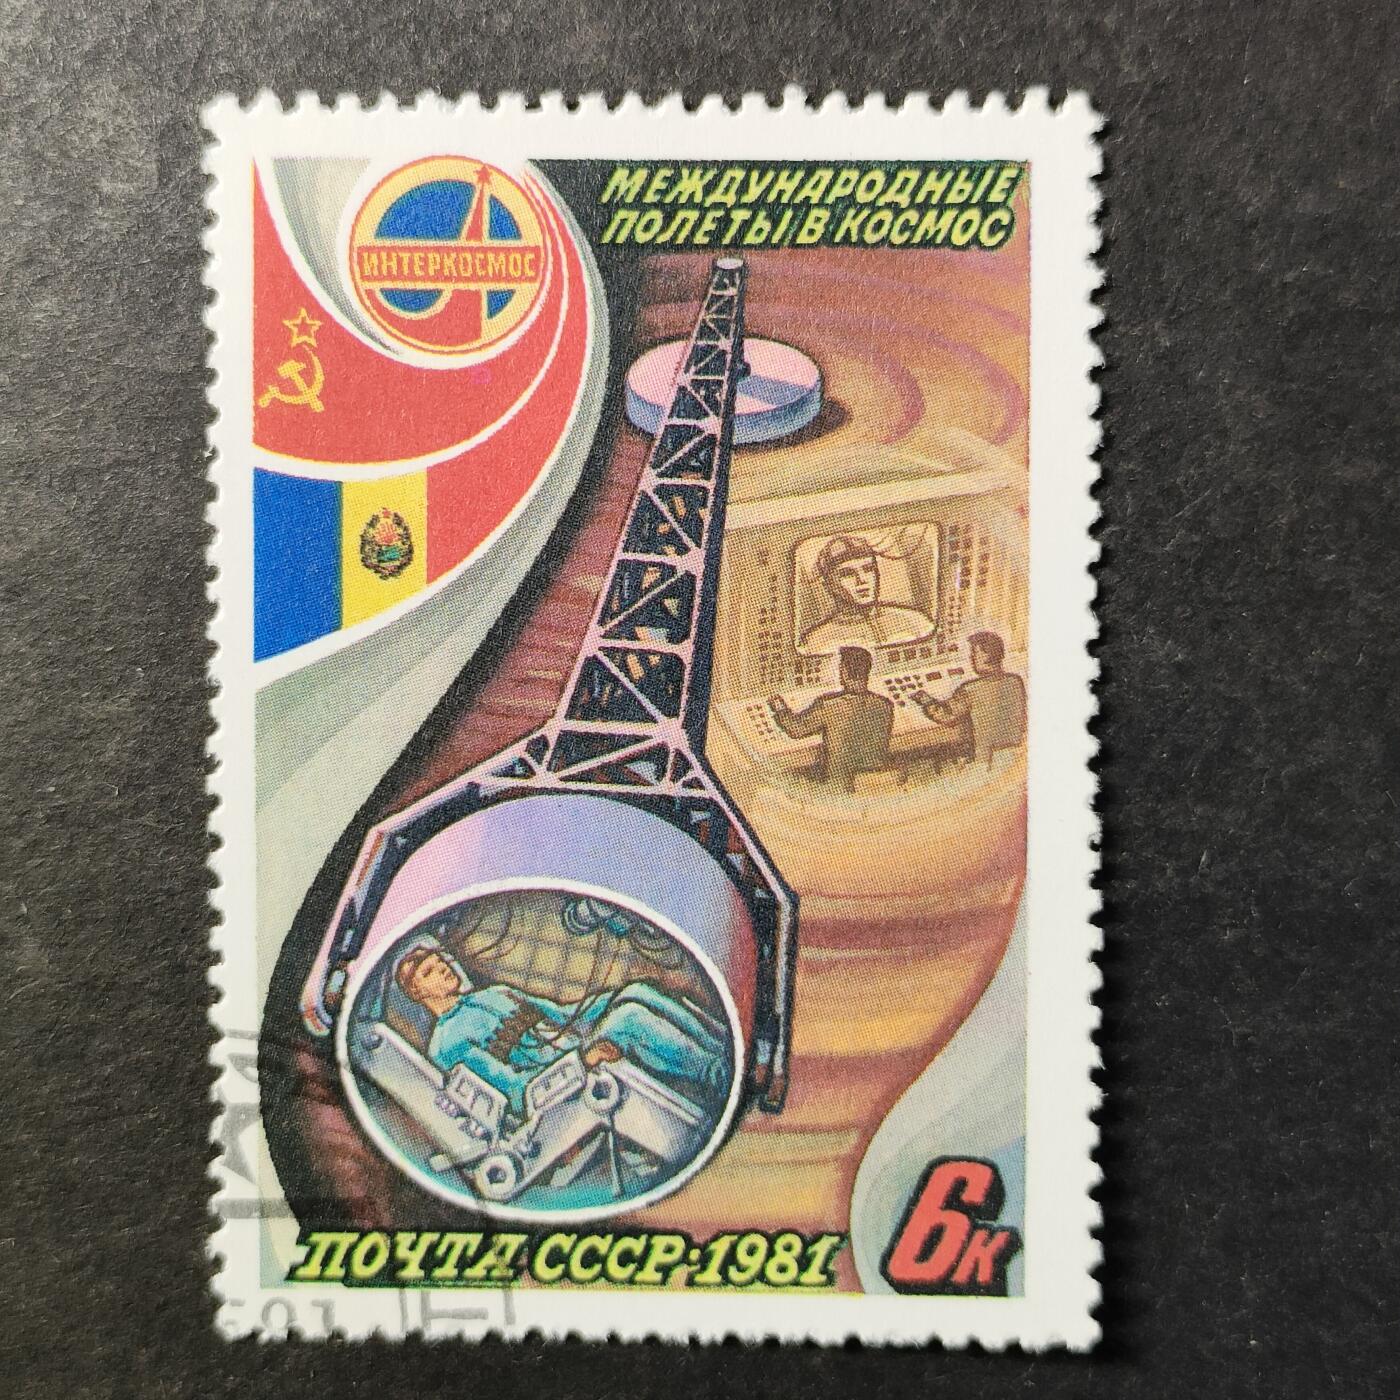 МЕЖДУНАРОДНЫЕ
ПОЛЕТЫ В КОСМОС
ИНТЕРКОСМОС
6к
ПОЧТА СССР·1981